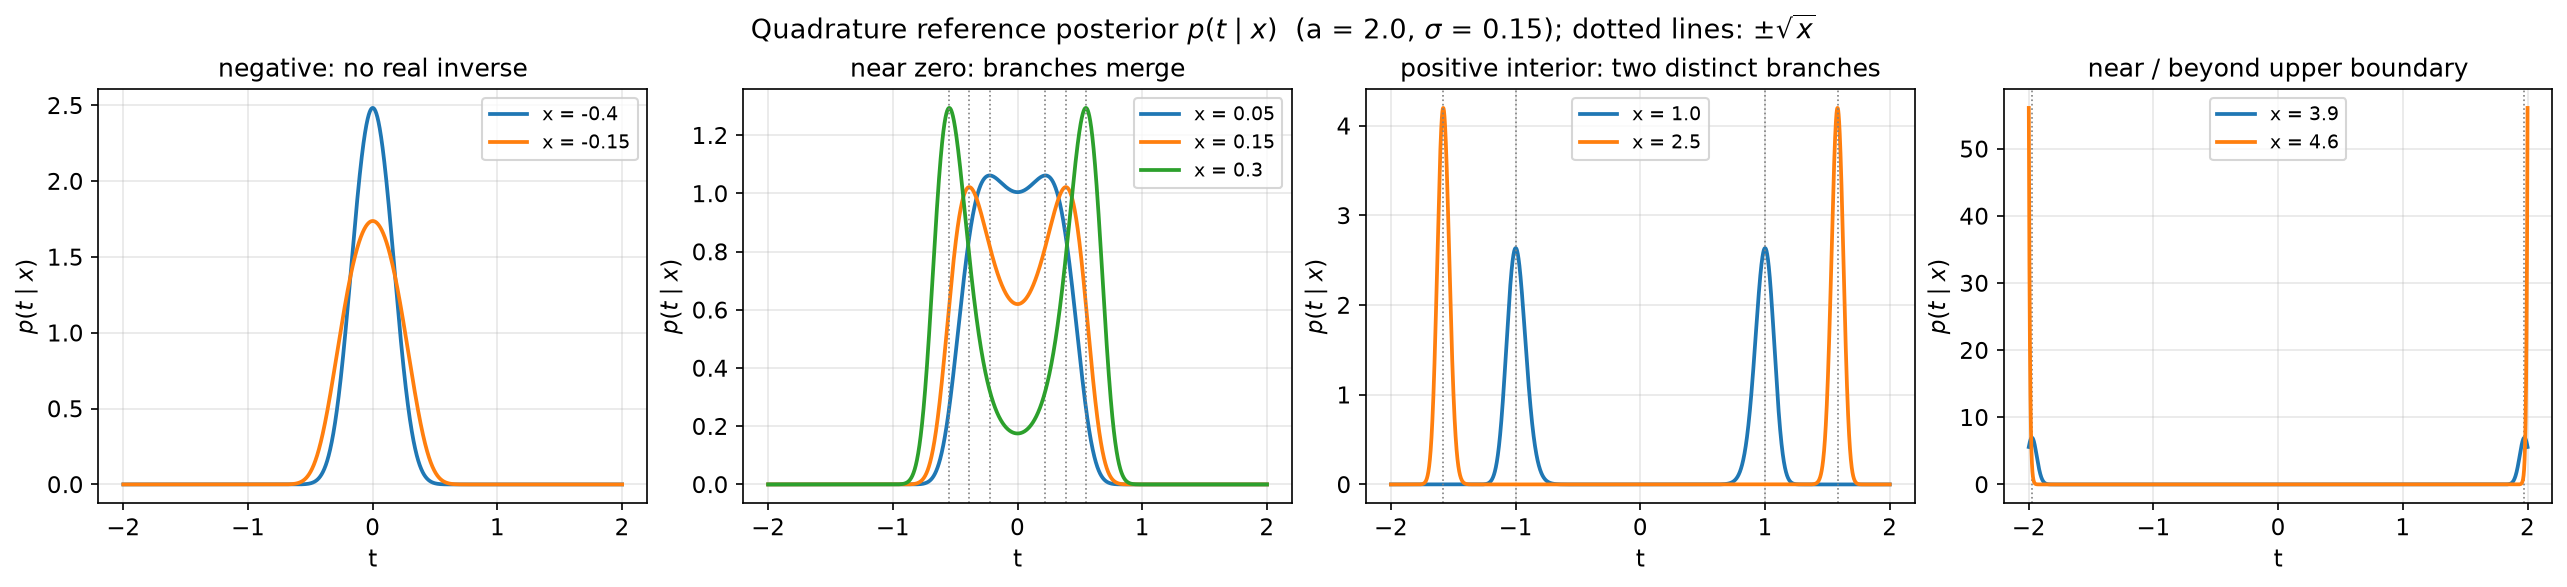 Quadrature reference posterior p(t | x) (a = 2.0, σ = 0.15); dotted lines: ±√x
negative: no real inverse
x = -0.4
x = -0.15
p(t | x)
2.5
2.0
1.5
1.0
0.5
0.0
−2 −1 0 1 2
t
near zero: branches merge
x = 0.05
x = 0.15
x = 0.3
p(t | x)
1.2
1.0
0.8
0.6
0.4
0.2
0.0
−2 −1 0 1 2
t
positive interior: two distinct branches
x = 1.0
x = 2.5
p(t | x)
4
3
2
1
0
−2 −1 0 1 2
t
near / beyond upper boundary
x = 3.9
x = 4.6
p(t | x)
50
40
30
20
10
0
−2 −1 0 1 2
t